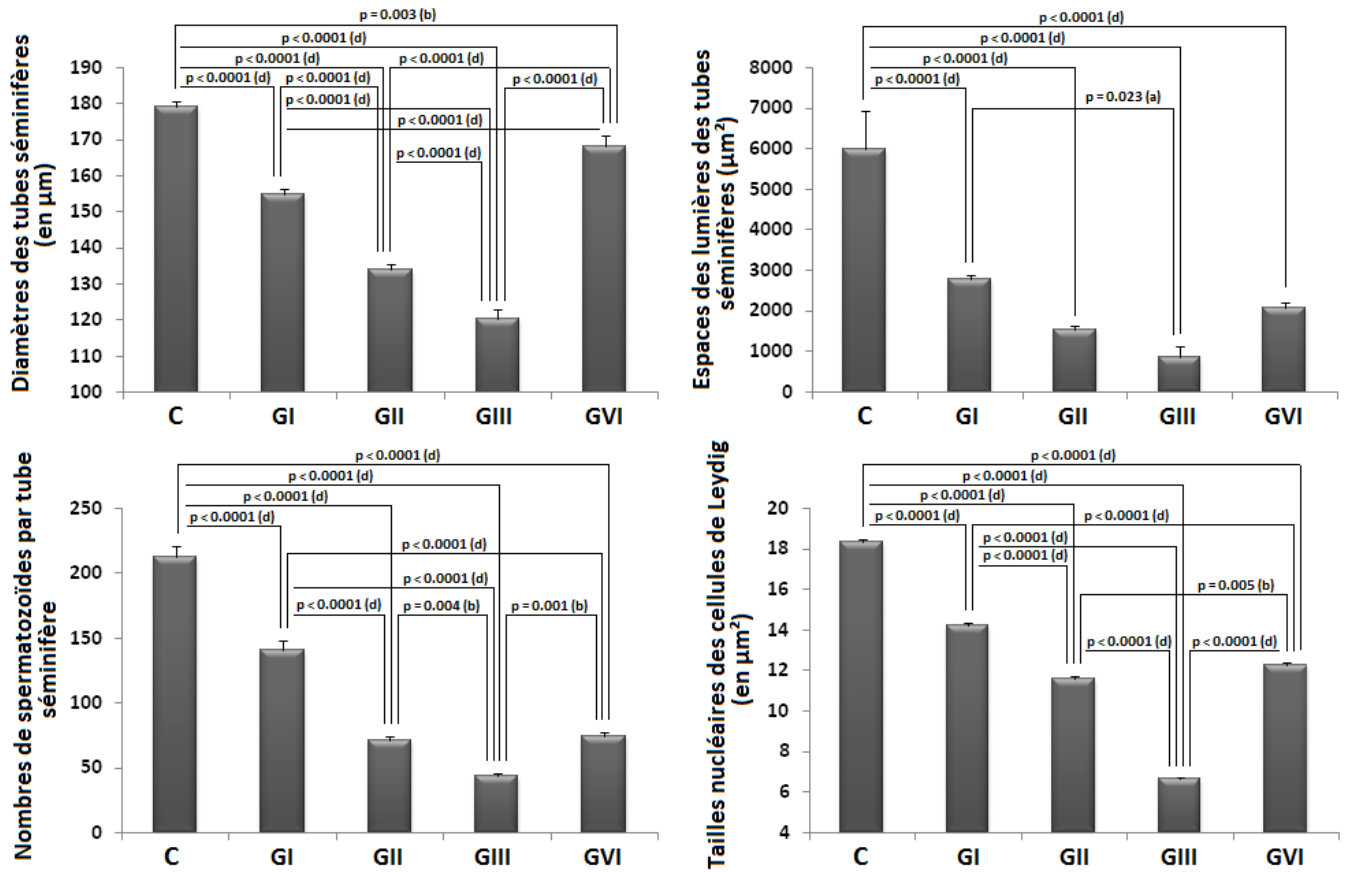 Diamètres des tubes séminifères
(en µm)
190
180
170
160
150
140
130
120
110
100
p = 0.003 (b)
p < 0.0001 (d)
p < 0.0001 (d)
p < 0.0001 (d)
p < 0.0001 (d)
p < 0.0001 (d)
p < 0.0001 (d)
p < 0.0001 (d)
p < 0.0001 (d)
p < 0.0001 (d)
C GI GII GIII GVI
Espaces des lumières des tubes
séminifères (µm²)
8000
7000
6000
5000
4000
3000
2000
1000
0
p < 0.0001 (d)
p < 0.0001 (d)
p < 0.0001 (d)
p < 0.0001 (d)
p = 0.023 (a)
C GI GII GIII GVI
Nombres de spermatozoïdes par tube
séminifère
250
200
150
100
50
0
p < 0.0001 (d)
p < 0.0001 (d)
p < 0.0001 (d)
p < 0.0001 (d)
p < 0.0001 (d)
p < 0.0001 (d)
p < 0.0001 (d)
p = 0.004 (b)
p = 0.001 (b)
C GI GII GIII GVI
Tailles nucléaires des cellules de Leydig
(en µm²)
20
18
16
14
12
10
8
6
4
p < 0.0001 (d)
p < 0.0001 (d)
p < 0.0001 (d)
p < 0.0001 (d)
p < 0.0001 (d)
p < 0.0001 (d)
p < 0.0001 (d)
p = 0.005 (b)
p < 0.0001 (d)
p < 0.0001 (d)
C GI GII GIII GVI